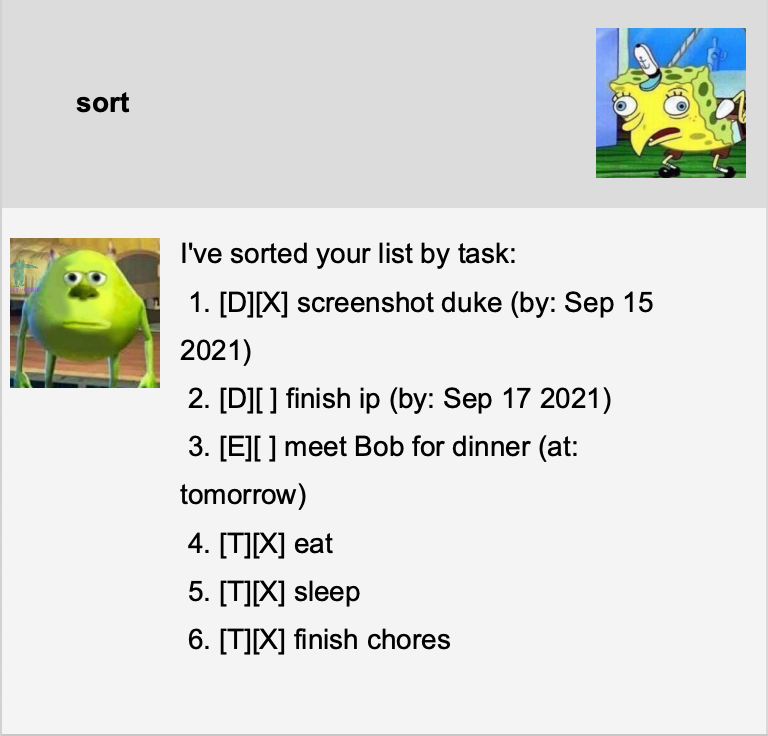 sort
I've sorted your list by task:
1. [D][X] screenshot duke (by: Sep 15
2021)
2. [D][ ] finish ip (by: Sep 17 2021)
3. [E][ ] meet Bob for dinner (at:
tomorrow)
4. [T][X] eat
5. [T][X] sleep
6. [T][X] finish chores